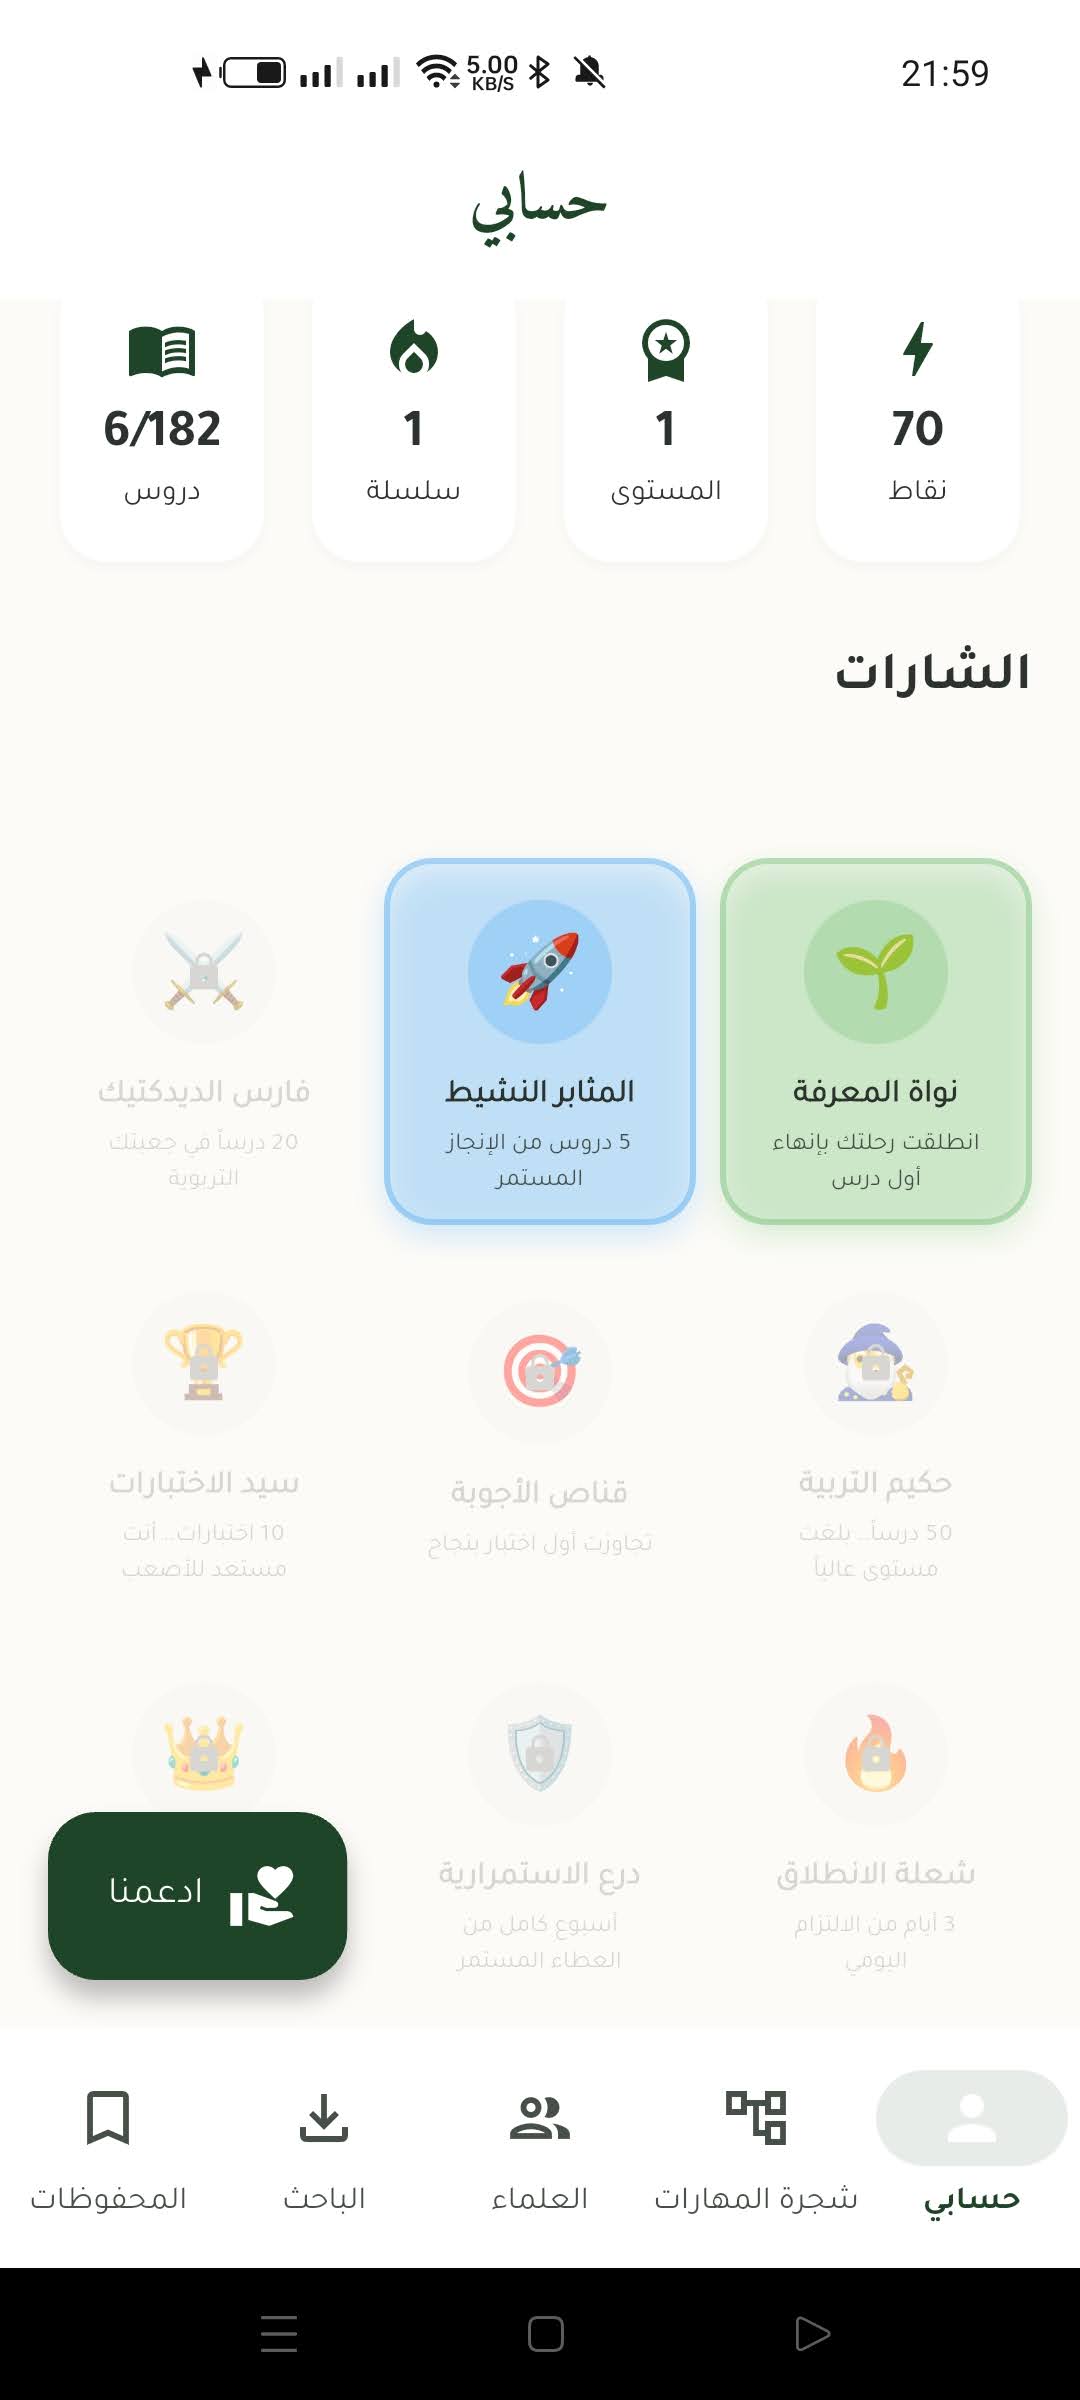 21:59
5.00
KB/S
حسابي
70
نقاط
1
المستوى
1
سلسلة
6/182
دروس
الشارات
نواة المعرفة
انطلقت رحلتك بإنهاء
أول درس
المثابر النشيط
5 دروس من الإنجاز
المستمر
فارس الديدكتيك
20 درساً في جعبتك
التربوية
حكيم التربية
50 درساً... بلغت
مستوى عالياً
قناص الأجوبة
تجاوزت أول اختبار بنجاح
سيد الاختبارات
10 اختبارات... أنت
مستعد للأصعب
شعلة الانطلاق
3 أيام من الالتزام
اليومي
درع الاستمرارية
أسبوع كامل من
العطاء المستمر
ادعمنا
حسابي
شجرة المهارات
العلماء
الباحث
المحفوظات